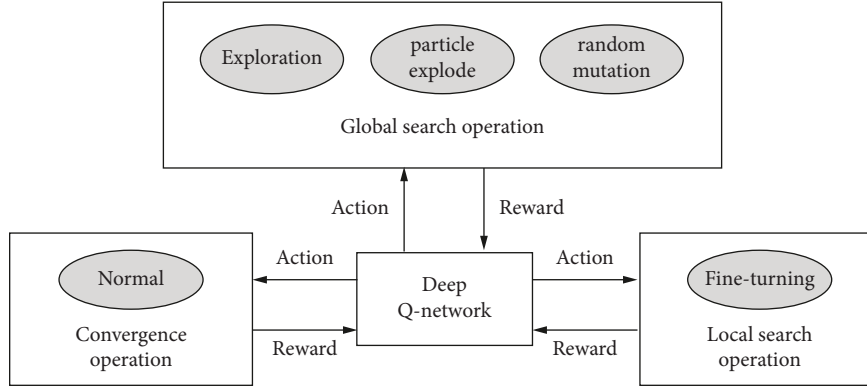 Exploration
particle
explode
random
mutation
Global search operation
Action
Reward
Normal
Convergence
operation
Action
Reward
Deep
Q-network
Action
Reward
Fine-turning
Local search
operation